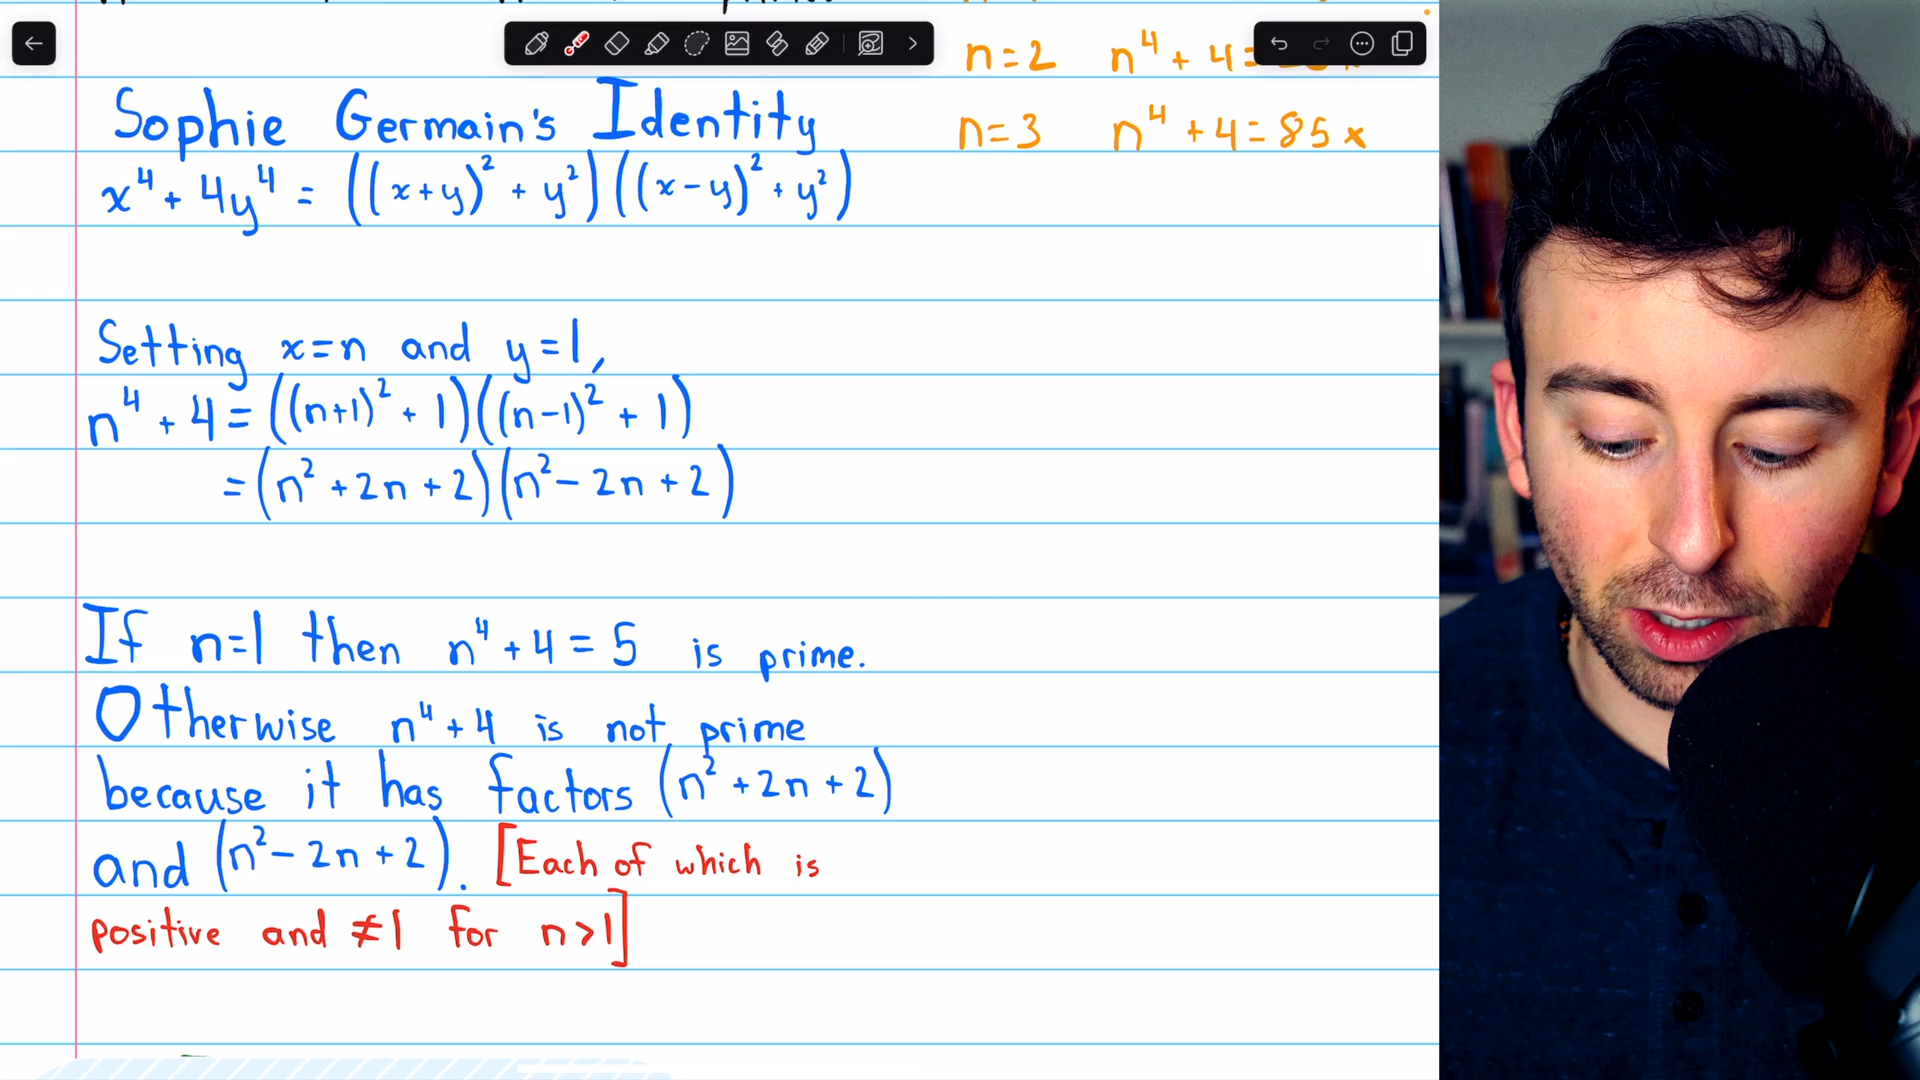 n=2 n⁴+4=
n=3 n⁴+4=85 x
Sophie Germain's Identity
x⁴+4y⁴ = ((x+y)²+y²)((x-y)²+y²)
Setting x=n and y=1,
n⁴+4=((n+1)²+1)((n-1)²+1)
=(n²+2n+2)(n²-2n+2)
If n=1 then n⁴+4=5 is prime.
Otherwise n⁴+4 is not prime
because it has factors (n²+2n+2)
and (n²-2n+2). [Each of which is
positive and ≠1 for n>1]